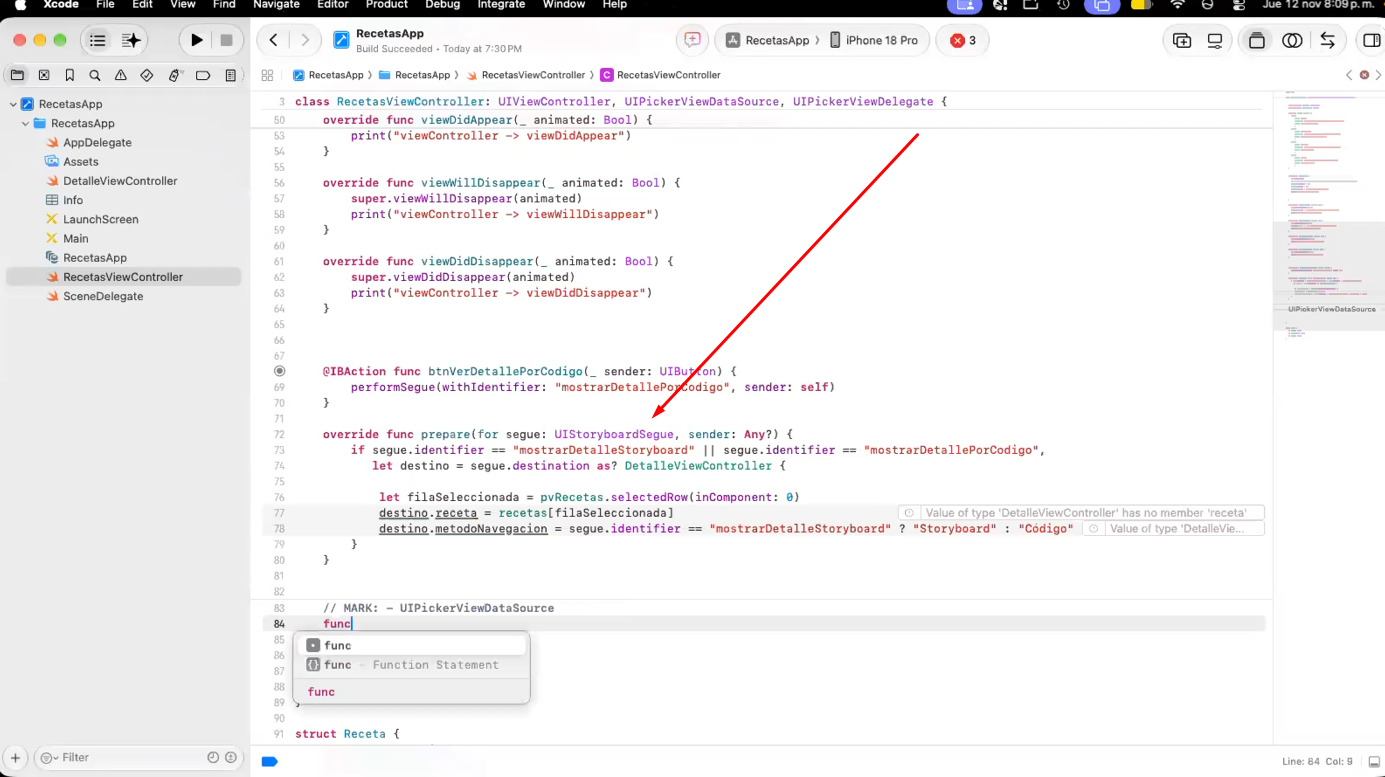 Xcode File Edit View Find Navigate Editor Product Debug Integrate Window Help
Jue 12 nov 8:09 p.m.
RecetasApp
Build Succeeded • Today at 7:30 PM
RecetasApp 〉 iPhone 18 Pro
3
RecetasApp 〉 RecetasApp 〉 RecetasViewController 〉 C RecetasViewController
RecetasApp
RecetasApp
AppDelegate
Assets
DetalleViewController
Info
LaunchScreen
Main
RecetasApp
RecetasViewController
SceneDelegate
Filter
3 class RecetasViewController: UIViewController, UIPickerViewDataSource, UIPickerViewDelegate {
50 override func viewDidAppear(_ animated: Bool) {
53 print("viewController -> viewDidAppear")
54 }
55
56 override func viewWillDisappear(_ animated: Bool) {
57 super.viewWillDisappear(animated)
58 print("viewController -> viewWillDisappear")
59 }
60
61 override func viewDidDisappear(_ animated: Bool) {
62 super.viewDidDisappear(animated)
63 print("viewController -> viewDidDisappear")
64 }
65
66
67
@IBAction func btnVerDetallePorCodigo(_ sender: UIButton) {
69 performSegue(withIdentifier: "mostrarDetallePorCodigo", sender: self)
70 }
71
72 override func prepare(for segue: UIStoryboardSegue, sender: Any?) {
73 if segue.identifier == "mostrarDetalleStoryboard" || segue.identifier == "mostrarDetallePorCodigo",
74 let destino = segue.destination as? DetalleViewController {
75
76 let filaSeleccionada = pvRecetas.selectedRow(inComponent: 0)
77 destino.receta = recetas[filaSeleccionada] Value of type 'DetalleViewController' has no member 'receta'
78 destino.metodoNavegacion = segue.identifier == "mostrarDetalleStoryboard" ? "Storyboard" : "Código" Value of type 'DetalleVie...
79 }
80 }
81
82
83 // MARK: - UIPickerViewDataSource
84 func
85 func
86 func - Function Statement
87
88 func
89 }
90
91 struct Receta {
UIPickerViewDataSource
Line: 84 Col: 9